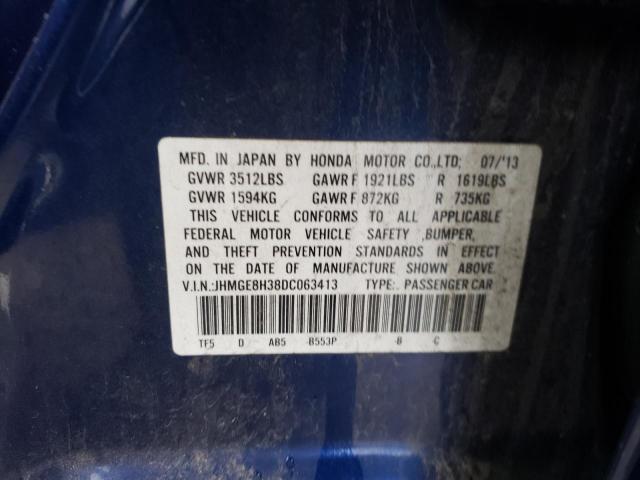 MFD. IN JAPAN BY HONDA MOTOR CO.,LTD; 07/'13
GVWR 3512LBS GAWR F 1921LBS R 1619LBS
GVWR 1594KG GAWR F 872KG R 735KG
THIS VEHICLE CONFORMS TO ALL APPLICABLE
FEDERAL MOTOR VEHICLE SAFETY ,BUMPER,
AND THEFT PREVENTION STANDARDS IN EFFECT
ON THE DATE OF MANUFACTURE SHOWN ABOVE.
V.I.N.:JHMGE8H38DC063413 TYPE:. PASSENGER CAR
TF5 D AB5 -B553P -B C